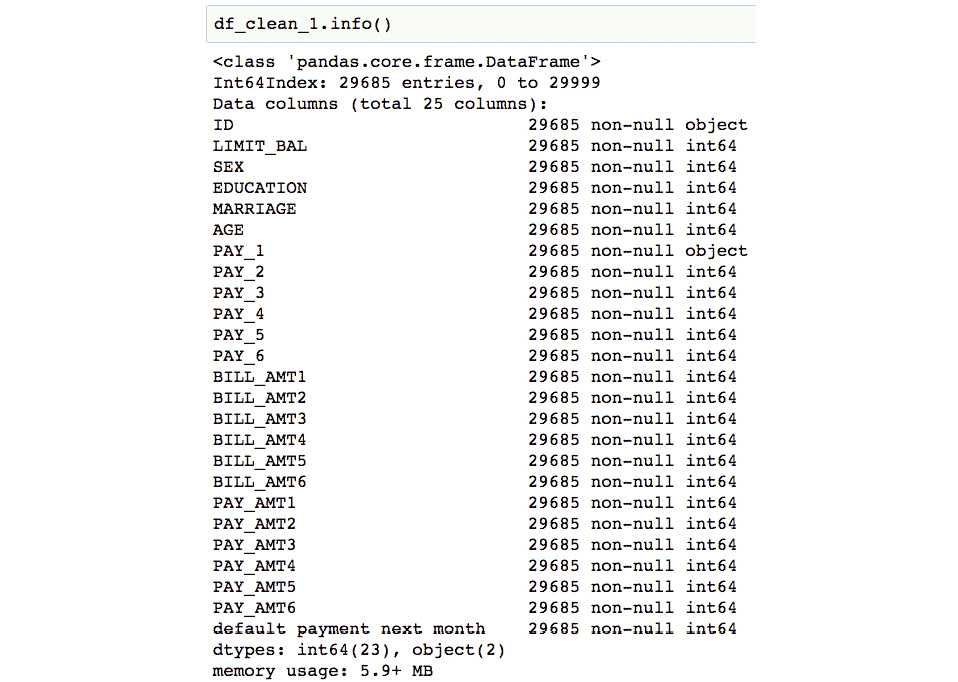 df_clean_1.info()
<class 'pandas.core.frame.DataFrame'>
Int64Index: 29685 entries, 0 to 29999
Data columns (total 25 columns):
ID 29685 non-null object
LIMIT_BAL 29685 non-null int64
SEX 29685 non-null int64
EDUCATION 29685 non-null int64
MARRIAGE 29685 non-null int64
AGE 29685 non-null int64
PAY_1 29685 non-null object
PAY_2 29685 non-null int64
PAY_3 29685 non-null int64
PAY_4 29685 non-null int64
PAY_5 29685 non-null int64
PAY_6 29685 non-null int64
BILL_AMT1 29685 non-null int64
BILL_AMT2 29685 non-null int64
BILL_AMT3 29685 non-null int64
BILL_AMT4 29685 non-null int64
BILL_AMT5 29685 non-null int64
BILL_AMT6 29685 non-null int64
PAY_AMT1 29685 non-null int64
PAY_AMT2 29685 non-null int64
PAY_AMT3 29685 non-null int64
PAY_AMT4 29685 non-null int64
PAY_AMT5 29685 non-null int64
PAY_AMT6 29685 non-null int64
default payment next month 29685 non-null int64
dtypes: int64(23), object(2)
memory usage: 5.9+ MB